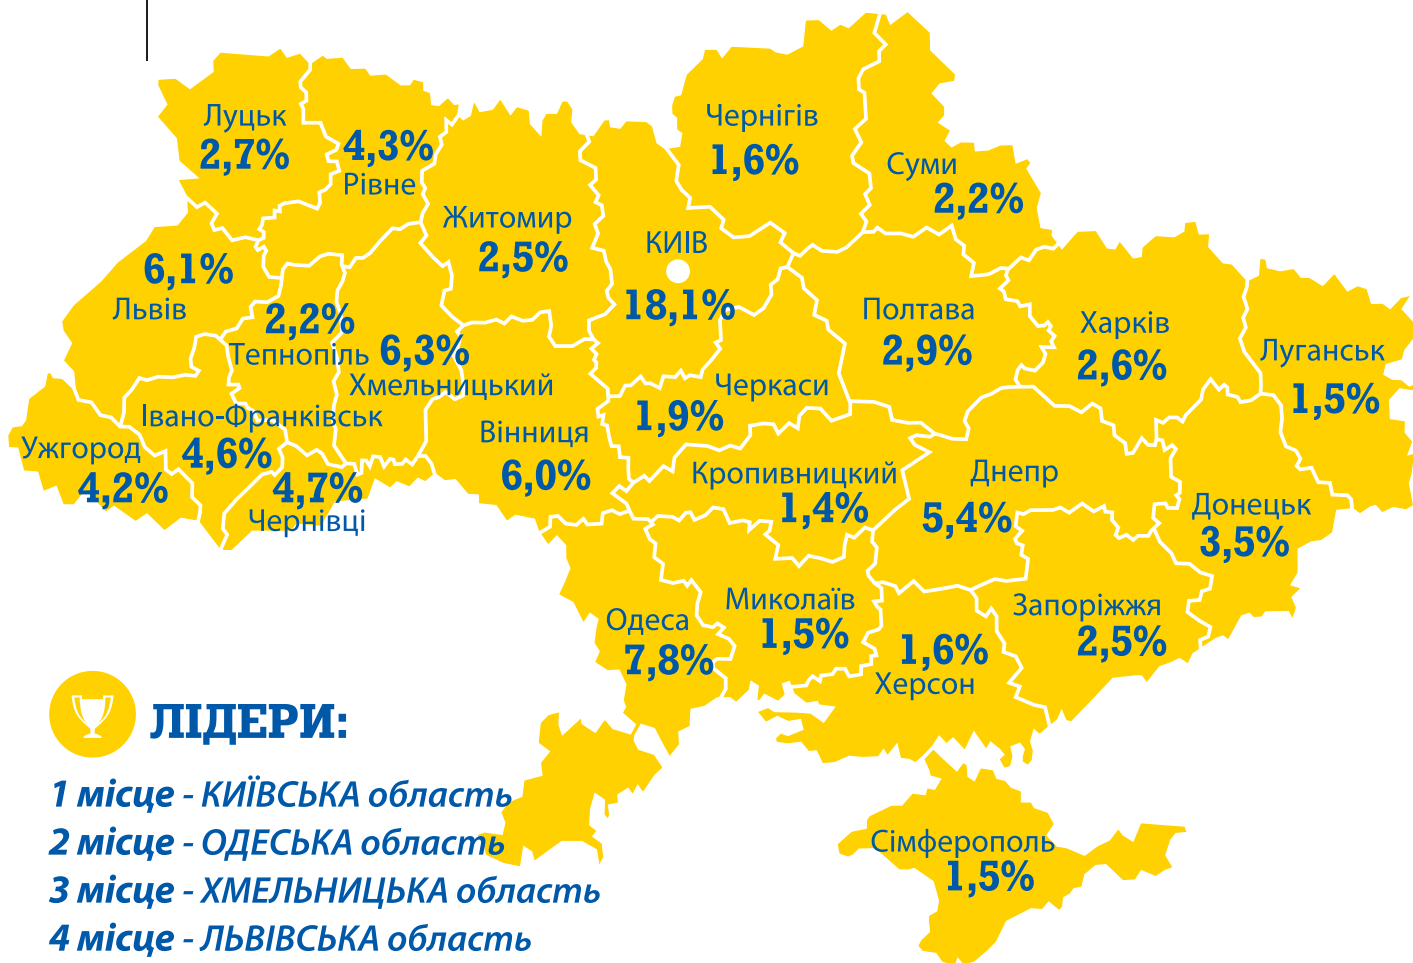 Луцьк
2,7%
4,3%
Рівне
Житомир
2,5%
КИІВ
18,1%
Чернігів
1,6%
Суми
2,2%
6,1%
Львів
2,2%
Тепнопіль
6,3%
Хмельницький
Полтава
2,9%
Харків
2,6%
Луганськ
1,5%
Черкаси
1,9%
Івано-Франківськ
4,6%
Ужгород
4,2%
4,7%
Чернівці
Вінниця
6,0%
Кропивницкий
1,4%
Днепр
5,4%
Донецьк
3,5%
Одеса
7,8%
Миколаїв
1,5%
1,6%
Херсон
Запоріжжя
2,5%
Сімферополь
1,5%
ЛІДЕРИ:
1 місце - КИЇВСЬКА область
2 місце - ОДЕСЬКА область
3 місце - ХМЕЛЬНИЦЬКА область
4 місце - ЛЬВІВСЬКА область